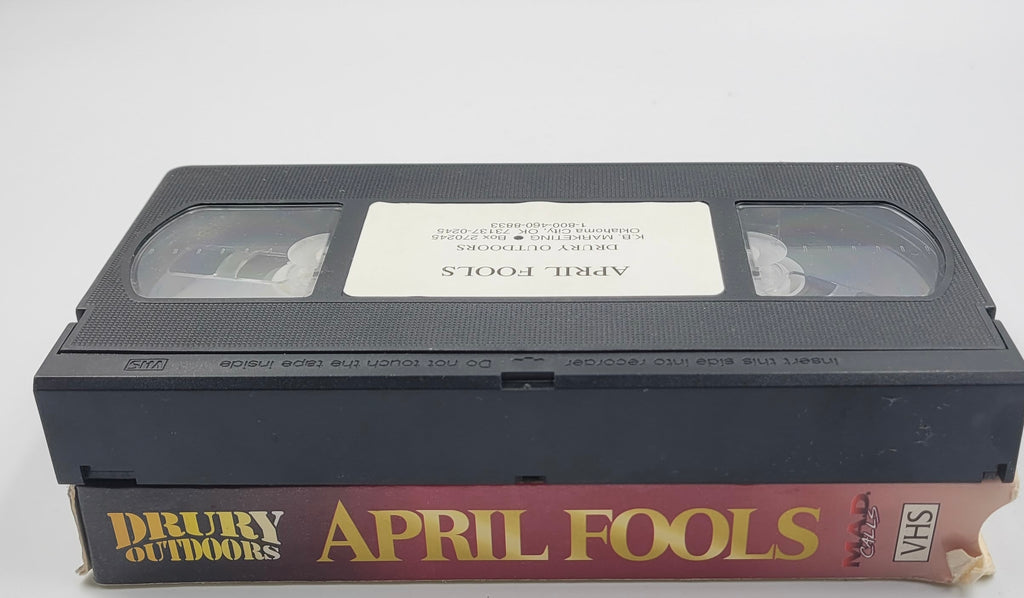 APRIL FOOLS
DRURY OUTDOORS
K.B. MARKETING ● Box 270245
Oklahoma City, OK 73137-0245
1-800-460-8833
Insert this side into recorder
Do not touch the tape inside
VHS
DRURY
OUTDOORS
APRIL FOOLS
M.A.D.
CALLS
VHS